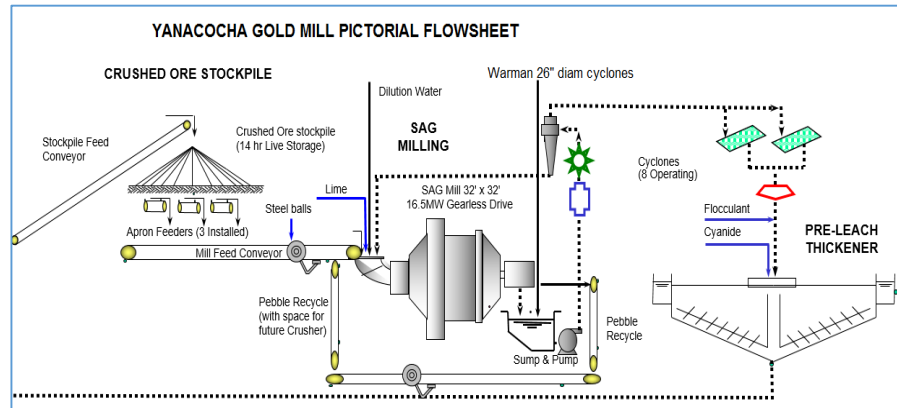 YANACOCHA GOLD MILL PICTORIAL FLOWSHEET
CRUSHED ORE STOCKPILE
Warman 26" diam cyclones
Dilution Water
Stockpile Feed
Conveyor
Crushed Ore stockpile
(14 hr Live Storage)
SAG
MILLING
Cyclones
(8 Operating)
Lime
SAG Mill 32' x 32'
16.5MW Gearless Drive
Steel balls
Flocculant
Cyanide
PRE-LEACH
THICKENER
Apron Feeders (3 Installed)
Mill Feed Conveyor
Pebble Recycle
(with space for
future Crusher)
Pebble
Recycle
Sump & Pump